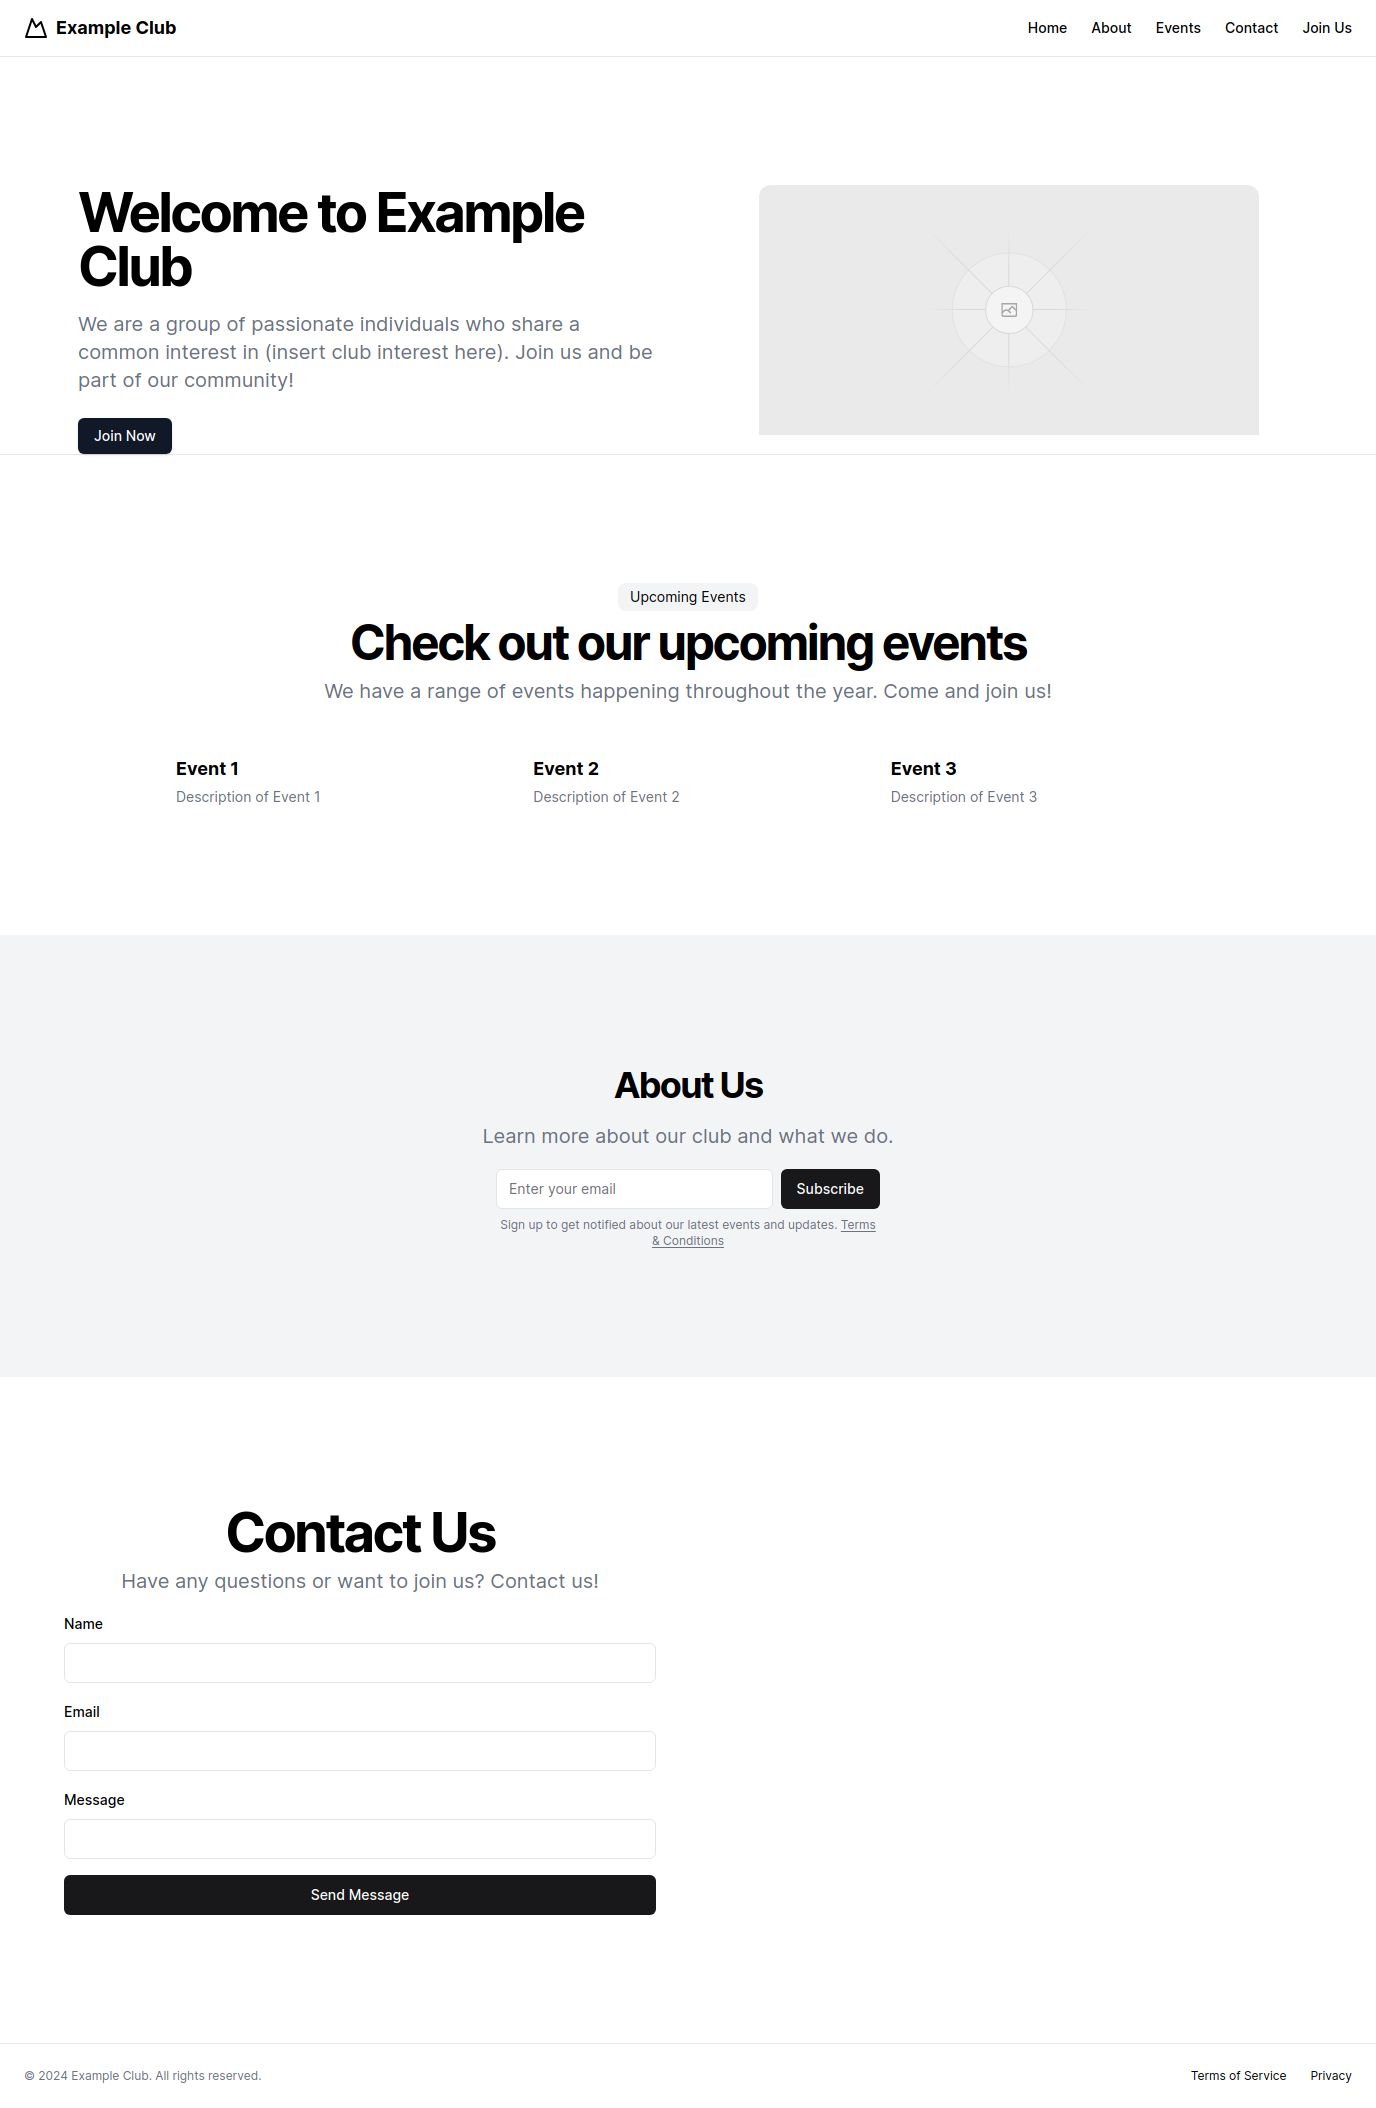 Example Club
Home About Events Contact Join Us
Welcome to Example
Club
We are a group of passionate individuals who share a
common interest in (insert club interest here). Join us and be
part of our community!
Join Now
Upcoming Events
Check out our upcoming events
We have a range of events happening throughout the year. Come and join us!
Event 1
Description of Event 1
Event 2
Description of Event 2
Event 3
Description of Event 3
About Us
Learn more about our club and what we do.
Enter your email
Subscribe
Sign up to get notified about our latest events and updates. Terms
& Conditions
Contact Us
Have any questions or want to join us? Contact us!
Name
Email
Message
Send Message
© 2024 Example Club. All rights reserved.
Terms of Service Privacy